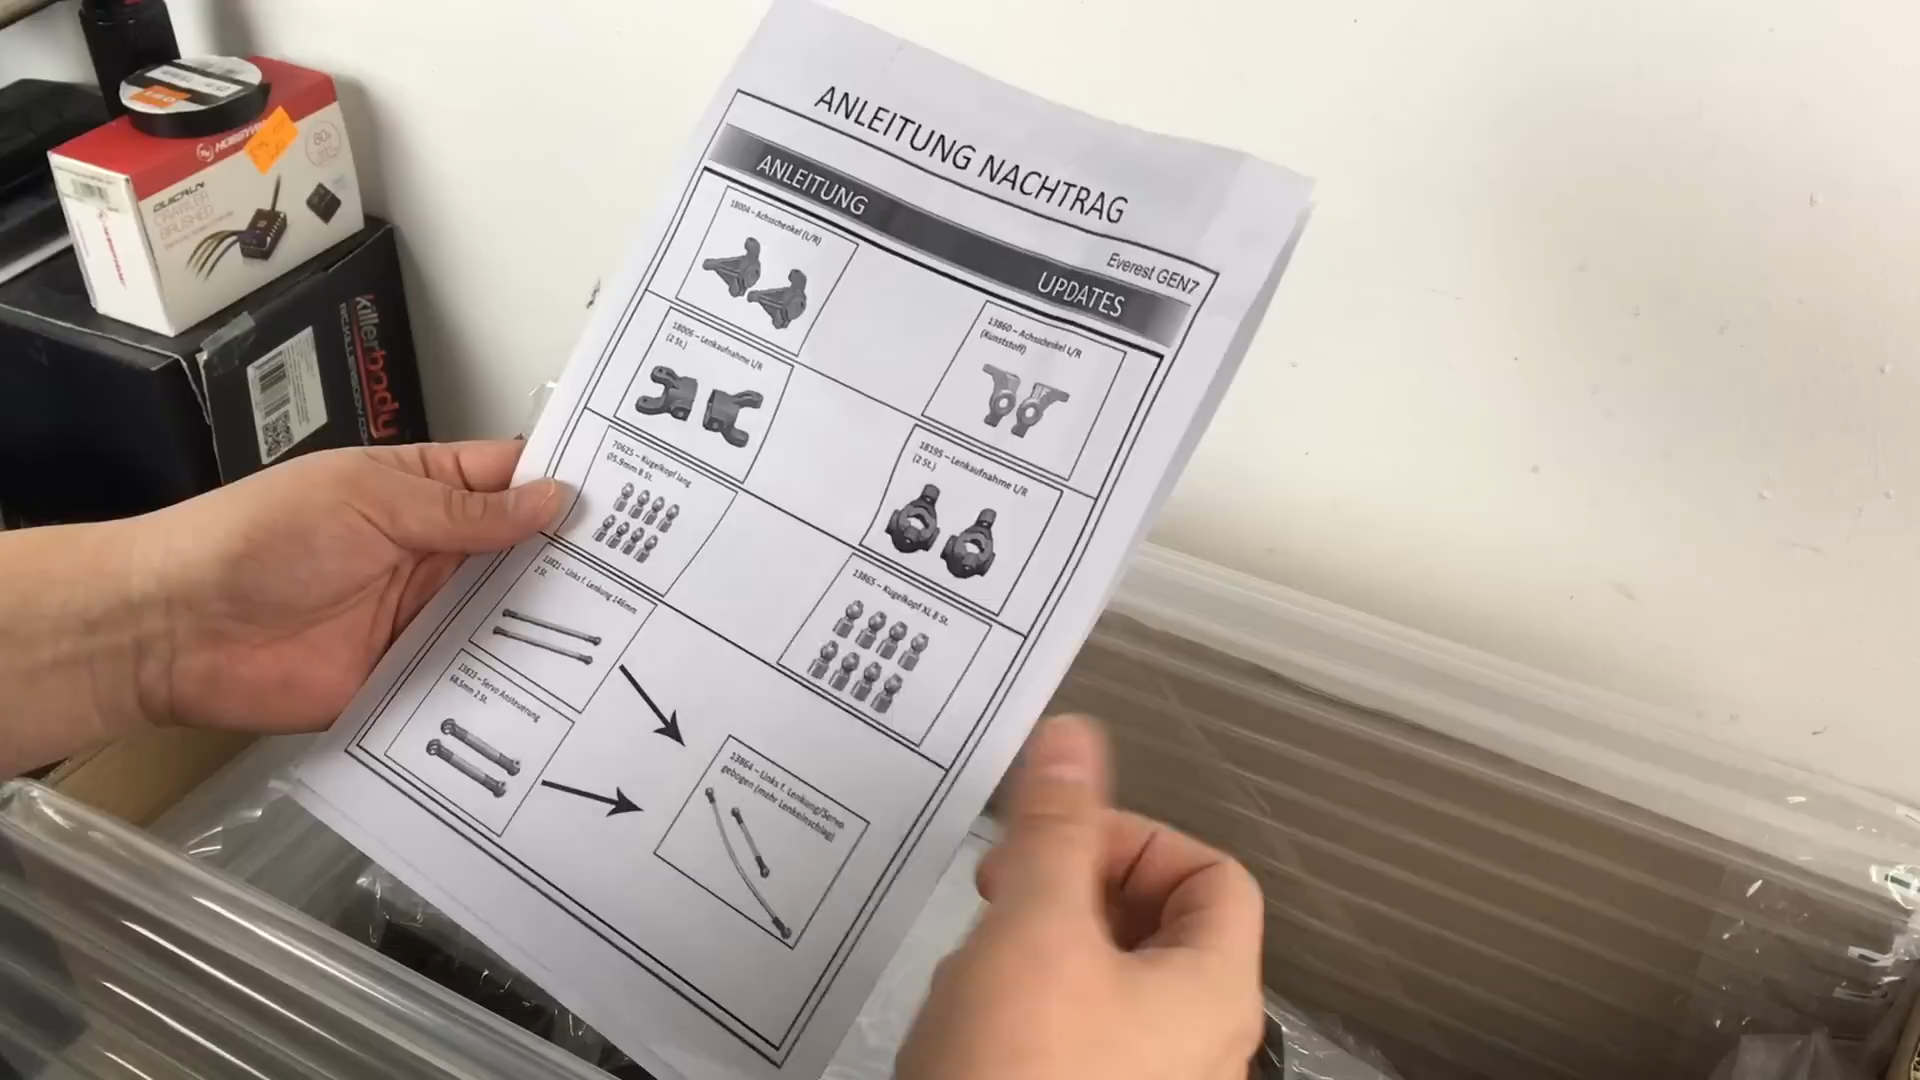 ANLEITUNG NACHTRAG
Everest GEN7
ANLEITUNG
UPDATES
18004 – Achsschenkel (L/R)
13860 – Achsschenkel L/R
(Kunststoff)
18006 – Lenkaufnahme L/R
(2 St.)
18195 – Lenkaufnahme L/R
(2 St.)
70625 – Kugelkopf lang
Ø5.9mm 8 St.
13865 – Kugelkopf XL 8 St.
13821 – Links f. Lenkung 146mm
2 St.
13823 – Servo Ansteuerung
68.5mm 2 St.
13864 – Links f. Lenkung/Servo
gebogen (mehr Lenkeinschlag)
QUICRUN
CRAWLER
BRUSHED
killerbody